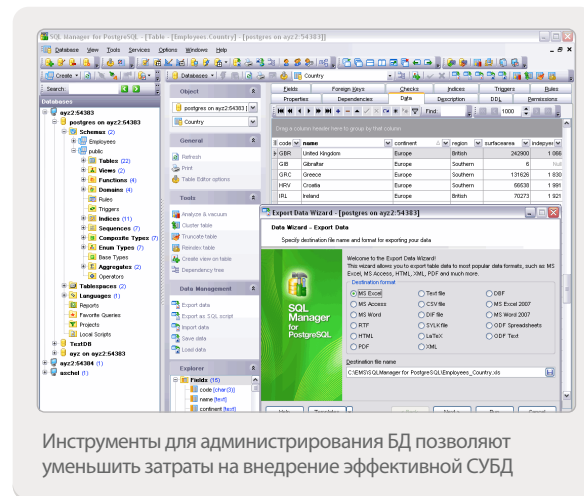 SQL Manager for PostgreSQL - [Table - [Employees.Country] - [postgres on ayz2:54383]
Database View Tools Services Options Windows Help
Create Databases Country
Search:
Databases
ayz2:54383
postgres on ayz2:54383
Schemas (2)
Employees
public
Tables (22)
Views (2)
Functions (4)
Domains (4)
Rules
Triggers
Indices (11)
Sequences (7)
Composite Types (7)
Enum Types (7)
Base Types
Aggregates (2)
Operators
Tablespaces (2)
Languages (1)
Reports
Favorite Queries
Projects
Local Scripts
TestDB
ayz on ayz2:54383
ayz2:54384 (1)
aschel (1)
Object
postgres on ayz2:54383]
Country
General
Refresh
Print
Table Editor options
Tools
Analyze & vacuum
Cluster table
Truncate table
Reindex table
Create view on table
Dependency tree
Data Management
Export data
Export as SQL script
Import data
Save data
Load data
Explorer
Fields (15)
code [char(3)]
name [text]
continent [text]
Fields Foreign Keys Checks Indices Triggers Rules
Properties Dependencies Data Description DDL Permissions
Find: 1000
Drag a column header here to group by that column
code name continent region surfacearea indepyear
GBR United Kingdom Europe British 242900 1 066
GIB Gibraltar Europe Southern 6 Null
GRC Greece Europe Southern 131626 1 830
HRV Croatia Europe Southern 56538 1 991
IRL Ireland Europe British 70273 1 921
Export Data Wizard - [postgres on ayz2:54383]
Data Wizard - Export Data
Specify destination file name and format for exporting your data
SQL
Manager
for
PostgreSQL
Welcome to the Export Data Wizard!
This wizard allows you to export table data to most popular data formats, such as MS
Excel, MS Access, HTML, XML, PDF and much more.
Destination format
MS Excel Text file DBF
MS Access CSV file MS Excel 2007
MS Word DIF file MS Word 2007
RTF SYLK file ODF Spreadsheets
HTML LaTeX ODF Text
PDF XML
Destination file name
C:\EMS\SQLManager for PostgreSQL\Employees_Country.xls
Инструменты для администрирования БД позволяют
уменьшить затраты на внедрение эффективной СУБД